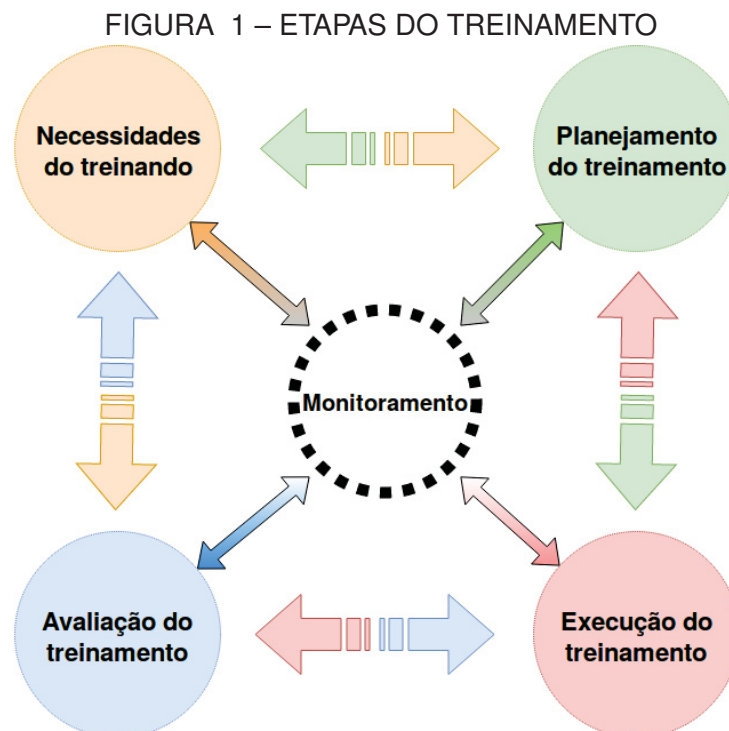 FIGURA 1 – ETAPAS DO TREINAMENTO
Necessidades
do treinando
Planejamento
do treinamento
Monitoramento
Avaliação do
treinamento
Execução do
treinamento